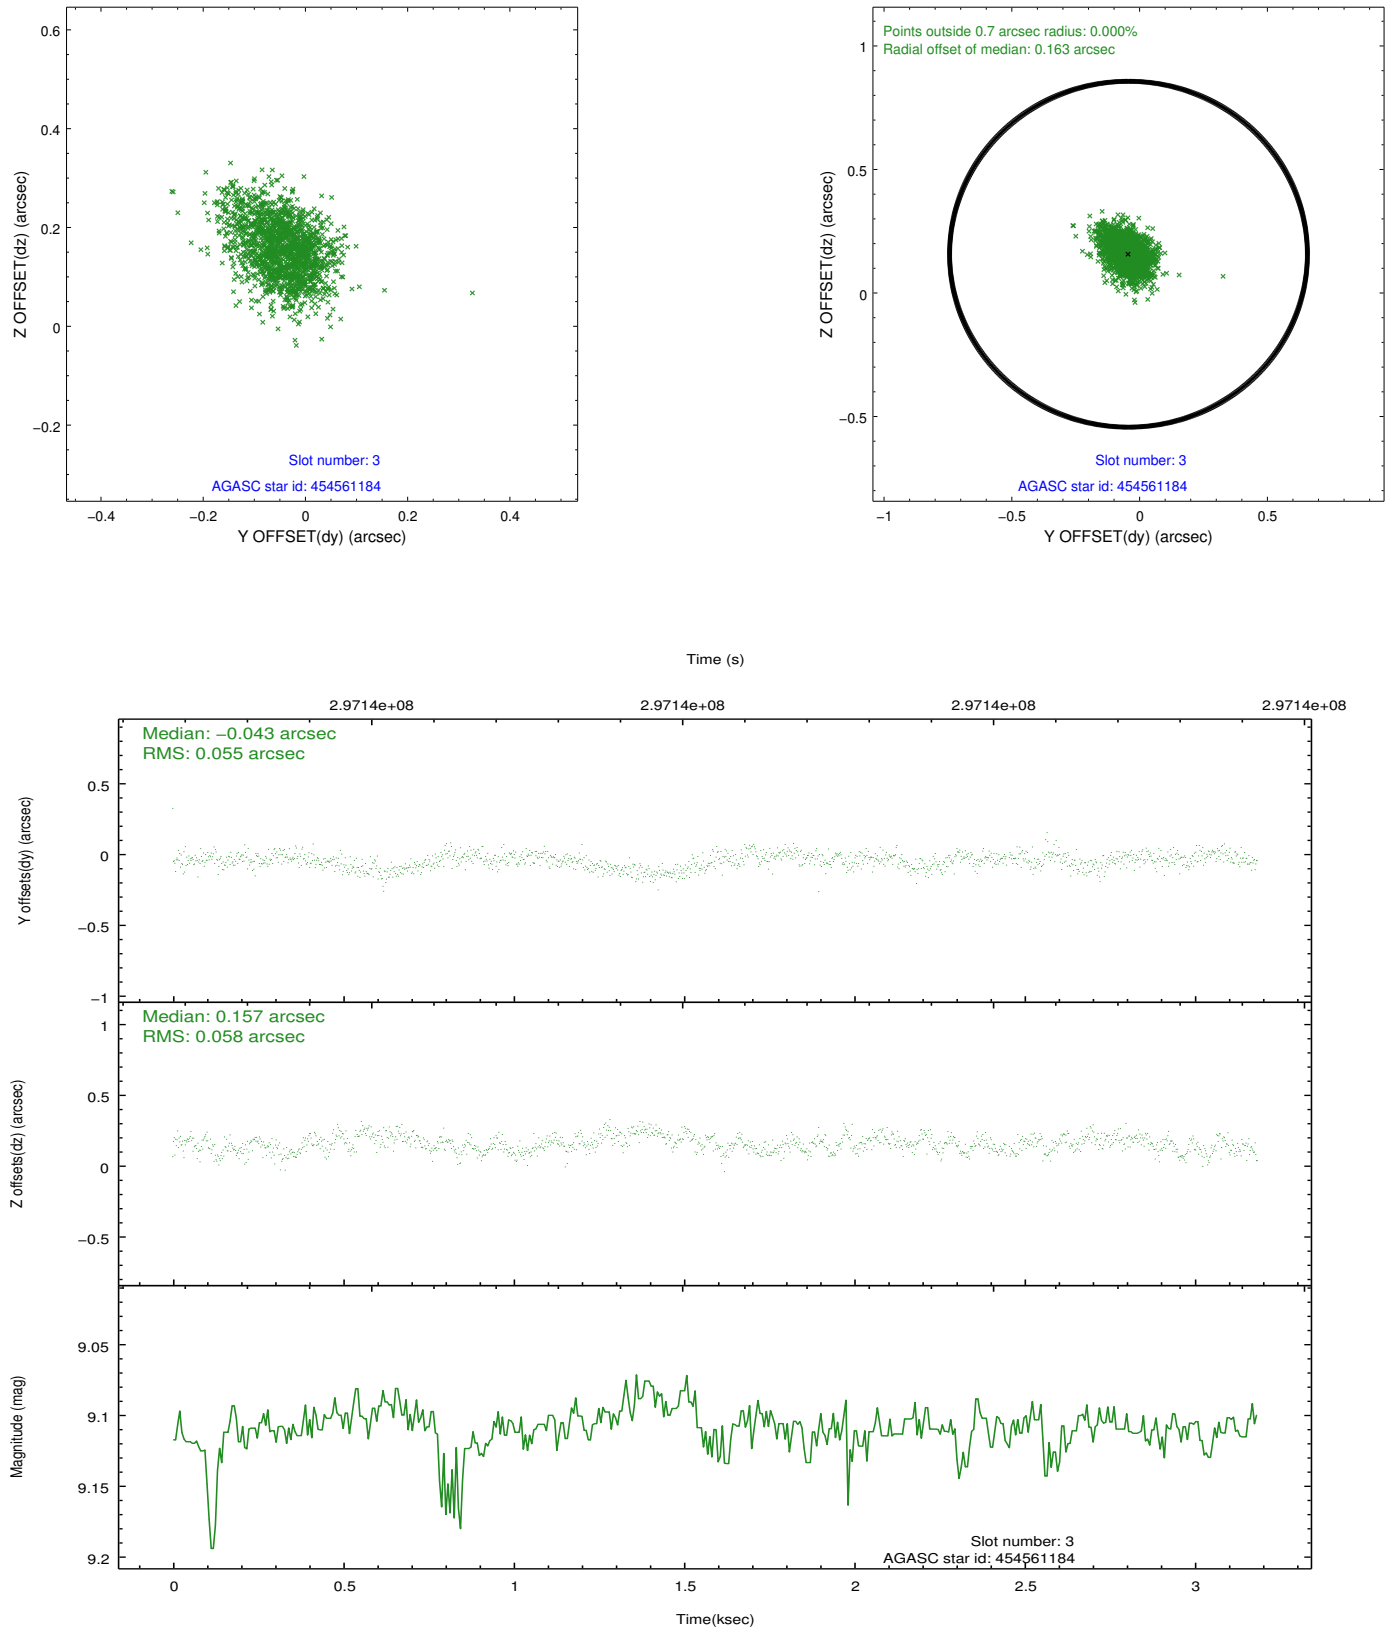 0.6
0.4
0.2
0
−0.2
Z OFFSET(dz) (arcsec)
Slot number: 3
AGASC star id: 454561184
−0.4
−0.2
0
0.2
0.4
Y OFFSET(dy) (arcsec)
Points outside 0.7 arcsec radius: 0.000%
Radial offset of median: 0.163 arcsec
1
0.5
0
−0.5
Z OFFSET(dz) (arcsec)
Slot number: 3
AGASC star id: 454561184
−1
−0.5
0
0.5
Y OFFSET(dy) (arcsec)
Time (s)
2.9714e+08
2.9714e+08
2.9714e+08
2.9714e+08
Median: −0.043 arcsec
RMS: 0.055 arcsec
0.5
0
−0.5
−1
Y offsets(dy) (arcsec)
Median: 0.157 arcsec
RMS: 0.058 arcsec
1
0.5
0
−0.5
Z offsets(dz) (arcsec)
9.05
9.1
9.15
9.2
Magnitude (mag)
Slot number: 3
AGASC star id: 454561184
0
0.5
1
1.5
2
2.5
3
Time(ksec)